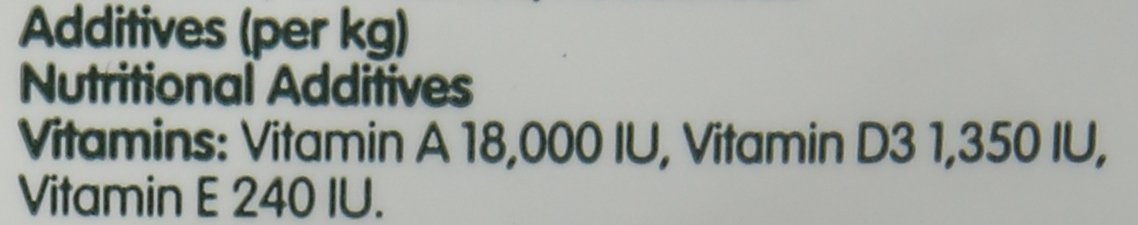 Additives (per kg)
Nutritional Additives
Vitamins: Vitamin A 18,000 IU, Vitamin D3 1,350 IU,
Vitamin E 240 IU.